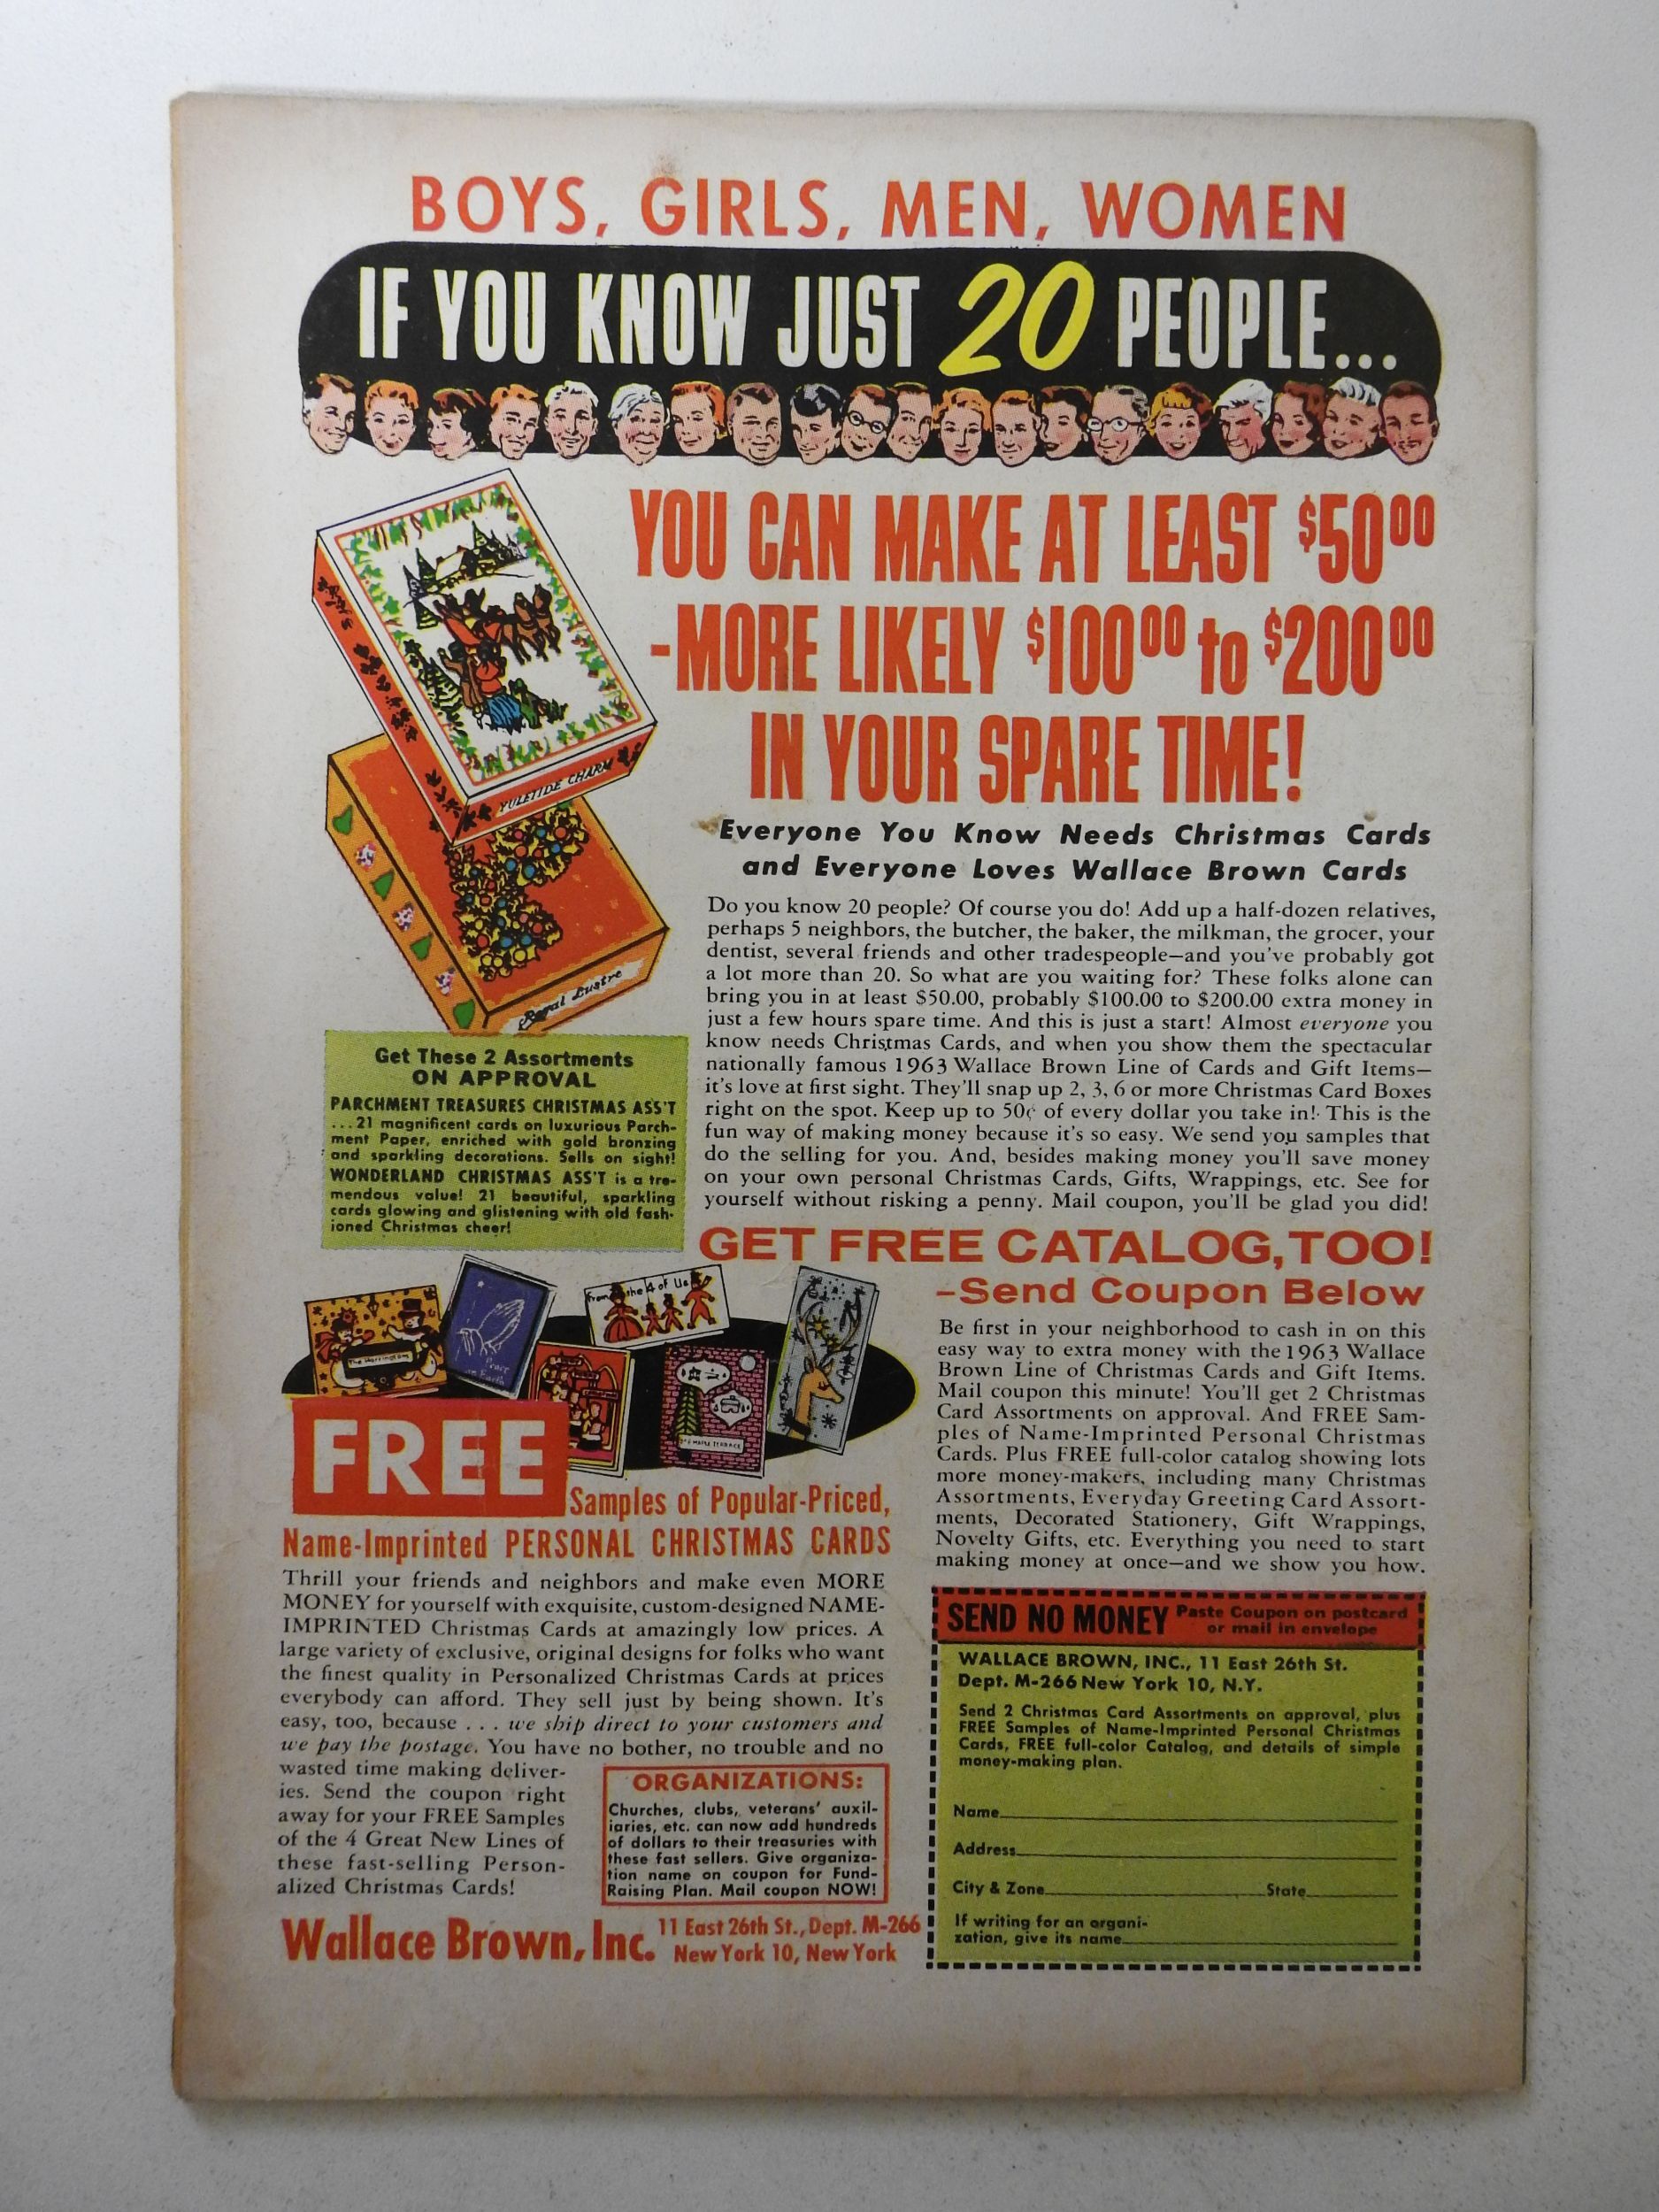 BOYS, GIRLS, MEN, WOMEN
IF YOU KNOW JUST 20 PEOPLE...
YOU CAN MAKE AT LEAST $5000
-MORE LIKELY $10000 to $20000
IN YOUR SPARE TIME!
YULETIDE CHARM
Royal Lustre
Everyone You Know Needs Christmas Cards
and Everyone Loves Wallace Brown Cards
Do you know 20 people? Of course you do! Add up a half-dozen relatives,
perhaps 5 neighbors, the butcher, the baker, the milkman, the grocer, your
dentist, several friends and other tradespeople—and you've probably got
a lot more than 20. So what are you waiting for? These folks alone can
bring you in at least $50.00, probably $100.00 to $200.00 extra money in
just a few hours spare time. And this is just a start! Almost everyone you
know needs Christmas Cards, and when you show them the spectacular
nationally famous 1963 Wallace Brown Line of Cards and Gift Items—
it's love at first sight. They'll snap up 2, 3, 6 or more Christmas Card Boxes
right on the spot. Keep up to 50¢ of every dollar you take in! This is the
fun way of making money because it's so easy. We send you samples that
do the selling for you. And, besides making money you'll save money
on your own personal Christmas Cards, Gifts, Wrappings, etc. See for
yourself without risking a penny. Mail coupon, you'll be glad you did!
Get These 2 Assortments
ON APPROVAL
PARCHMENT TREASURES CHRISTMAS ASS'T
...21 magnificent cards on luxurious Parch-
ment Paper, enriched with gold bronzing
and sparkling decorations. Sells on sight!
WONDERLAND CHRISTMAS ASS'T is a tre-
mendous value! 21 beautiful, sparkling
cards glowing and glistening with old fash-
ioned Christmas cheer!
GET FREE CATALOG, TOO!
-Send Coupon Below
Be first in your neighborhood to cash in on this
easy way to extra money with the 1963 Wallace
Brown Line of Christmas Cards and Gift Items.
Mail coupon this minute! You'll get 2 Christmas
Card Assortments on approval. And FREE Sam-
ples of Name-Imprinted Personal Christmas
Cards. Plus FREE full-color catalog showing lots
more money-makers, including many Christmas
Assortments, Everyday Greeting Card Assort-
ments, Decorated Stationery, Gift Wrappings,
Novelty Gifts, etc. Everything you need to start
making money at once—and we show you how.
The Harringtons
Peace on Earth
From the 4 of Us
FREE
Samples of Popular-Priced,
Name-Imprinted PERSONAL CHRISTMAS CARDS
Thrill your friends and neighbors and make even MORE
MONEY for yourself with exquisite, custom-designed NAME-
IMPRINTED Christmas Cards at amazingly low prices. A
large variety of exclusive, original designs for folks who want
the finest quality in Personalized Christmas Cards at prices
everybody can afford. They sell just by being shown. It's
easy, too, because . . . we ship direct to your customers and
we pay the postage. You have no bother, no trouble and no
wasted time making deliver-
ies. Send the coupon right
away for your FREE Samples
of the 4 Great New Lines of
these fast-selling Person-
alized Christmas Cards!
ORGANIZATIONS:
Churches, clubs, veterans' auxil-
iaries, etc. can now add hundreds
of dollars to their treasuries with
these fast sellers. Give organiza-
tion name on coupon for Fund-
Raising Plan. Mail coupon NOW!
Wallace Brown, Inc. 11 East 26th St., Dept. M-266
New York 10, New York
SEND NO MONEY Paste Coupon on postcard
or mail in envelope
WALLACE BROWN, INC., 11 East 26th St.
Dept. M-266 New York 10, N.Y.
Send 2 Christmas Card Assortments on approval, plus
FREE Samples of Name-Imprinted Personal Christmas
Cards, FREE full-color Catalog, and details of simple
money-making plan.
Name
Address
City & Zone State
If writing for an organi-
zation, give its name